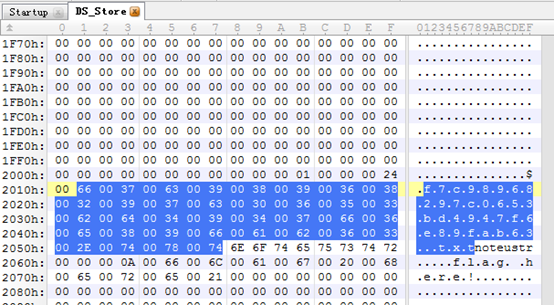 Startup × DS_Store ×
0 1 2 3 4 5 6 7 8 9 A B C D E F 0123456789ABCDEF
1F70h: 00 00 00 00 00 00 00 00 00 00 00 00 00 00 00 00 ................
1F80h: 00 00 00 00 00 00 00 00 00 00 00 00 00 00 00 00 ................
1F90h: 00 00 00 00 00 00 00 00 00 00 00 00 00 00 00 00 ................
1FA0h: 00 00 00 00 00 00 00 00 00 00 00 00 00 00 00 00 ................
1FB0h: 00 00 00 00 00 00 00 00 00 00 00 00 00 00 00 00 ................
1FC0h: 00 00 00 00 00 00 00 00 00 00 00 00 00 00 00 00 ................
1FD0h: 00 00 00 00 00 00 00 00 00 00 00 00 00 00 00 00 ................
1FE0h: 00 00 00 00 00 00 00 00 00 00 00 00 00 00 00 00 ................
1FF0h: 00 00 00 00 00 00 00 00 00 00 00 00 00 00 00 00 ................
2000h: 00 00 00 00 00 00 00 00 00 00 00 01 00 00 00 24 ...............$
2010h: 00 66 00 37 00 63 00 39 00 38 00 39 00 36 00 38 .f.7.c.9.8.9.6.8
2020h: 00 32 00 39 00 37 00 63 00 30 00 36 00 35 00 33 .2.9.7.c.0.6.5.3
2030h: 00 62 00 64 00 34 00 39 00 34 00 37 00 66 00 36 .b.d.4.9.4.7.f.6
2040h: 00 65 00 38 00 39 00 66 00 61 00 62 00 36 00 33 .e.8.9.f.a.b.6.3
2050h: 00 2E 00 74 00 78 00 74 6E 6F 74 65 75 73 74 72 ...t.x.tnoteustr
2060h: 00 00 00 0A 00 66 00 6C 00 61 00 67 00 20 00 68 .....f.l.a.g. .h
2070h: 00 65 00 72 00 65 00 21 00 00 00 00 00 00 00 00 .e.r.e.!........
2080h: 00 00 00 00 00 00 00 00 00 00 00 00 00 00 00 00 ................